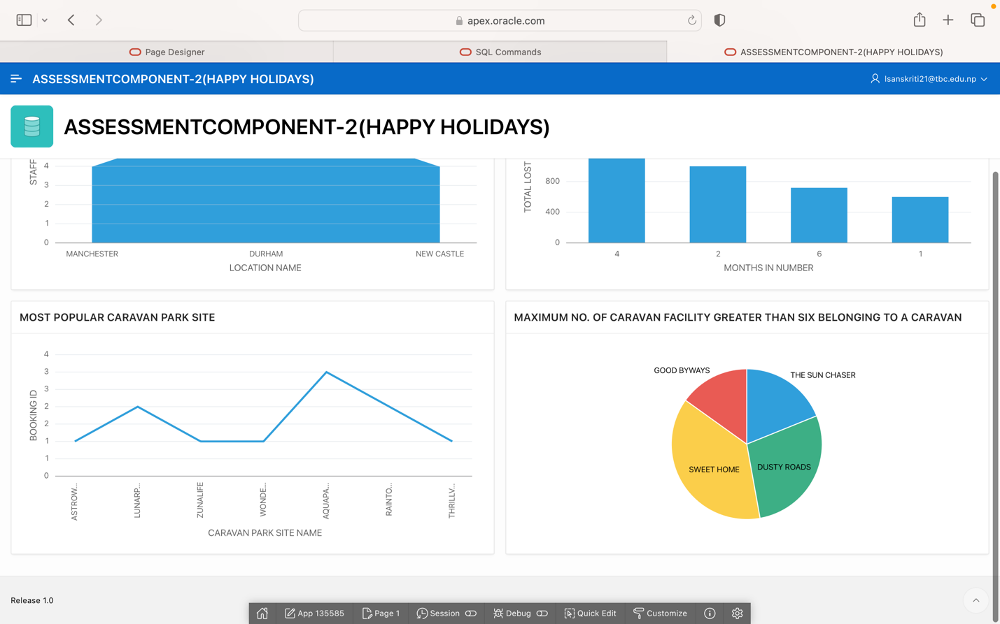 apex.oracle.com
Page Designer
SQL Commands
ASSESSMENTCOMPONENT-2(HAPPY HOLIDAYS)
ASSESSMENTCOMPONENT-2(HAPPY HOLIDAYS)
lsanskriti21@tbc.edu.np
ASSESSMENTCOMPONENT-2(HAPPY HOLIDAYS)
STAFF
4
3
2
1
0
MANCHESTER
DURHAM
NEW CASTLE
LOCATION NAME
TOTAL LOST
800
400
0
4
2
6
1
MONTHS IN NUMBER
MOST POPULAR CARAVAN PARK SITE
BOOKING ID
4
3
3
2
2
1
1
0
ASTROW...
LUNARP...
ZUNALIFE
WONDE...
AQUAPA...
RAINTO...
THRILLV...
CARAVAN PARK SITE NAME
MAXIMUM NO. OF CARAVAN FACILITY GREATER THAN SIX BELONGING TO A CARAVAN
GOOD BYWAYS
THE SUN CHASER
SWEET HOME
DUSTY ROADS
Release 1.0
App 135585
Page 1
Session
Debug
Quick Edit
Customize